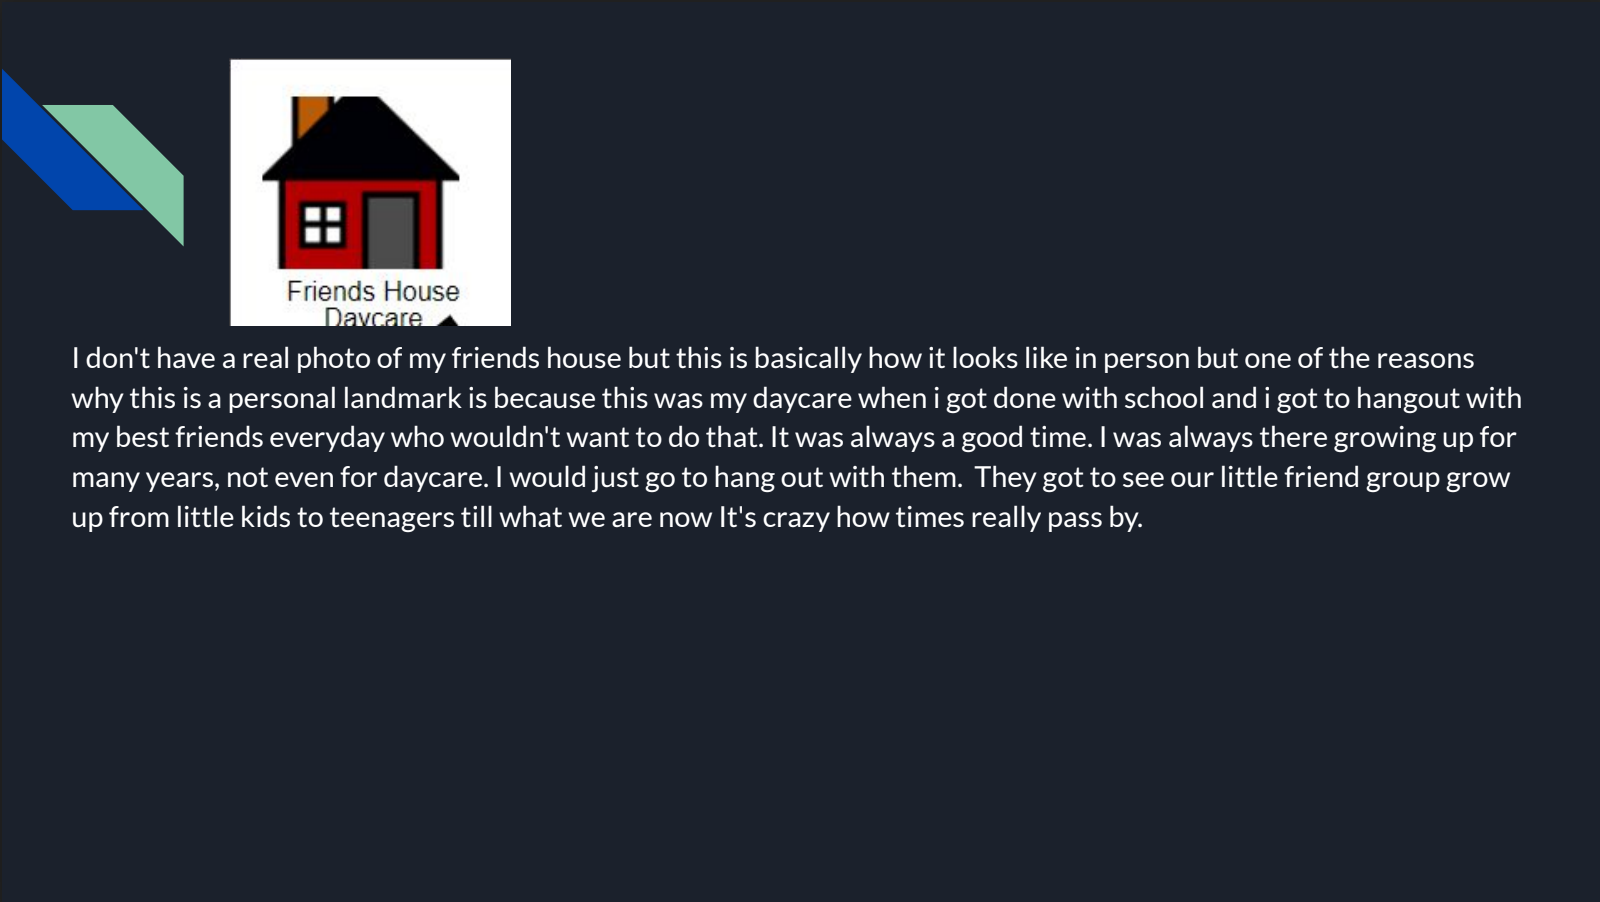 Friends House
Daycare
I don't have a real photo of my friends house but this is basically how it looks like in person but one of the reasons
why this is a personal landmark is because this was my daycare when i got done with school and i got to hangout with
my best friends everyday who wouldn't want to do that. It was always a good time. I was always there growing up for
many years, not even for daycare. I would just go to hang out with them.  They got to see our little friend group grow
up from little kids to teenagers till what we are now It's crazy how times really pass by.